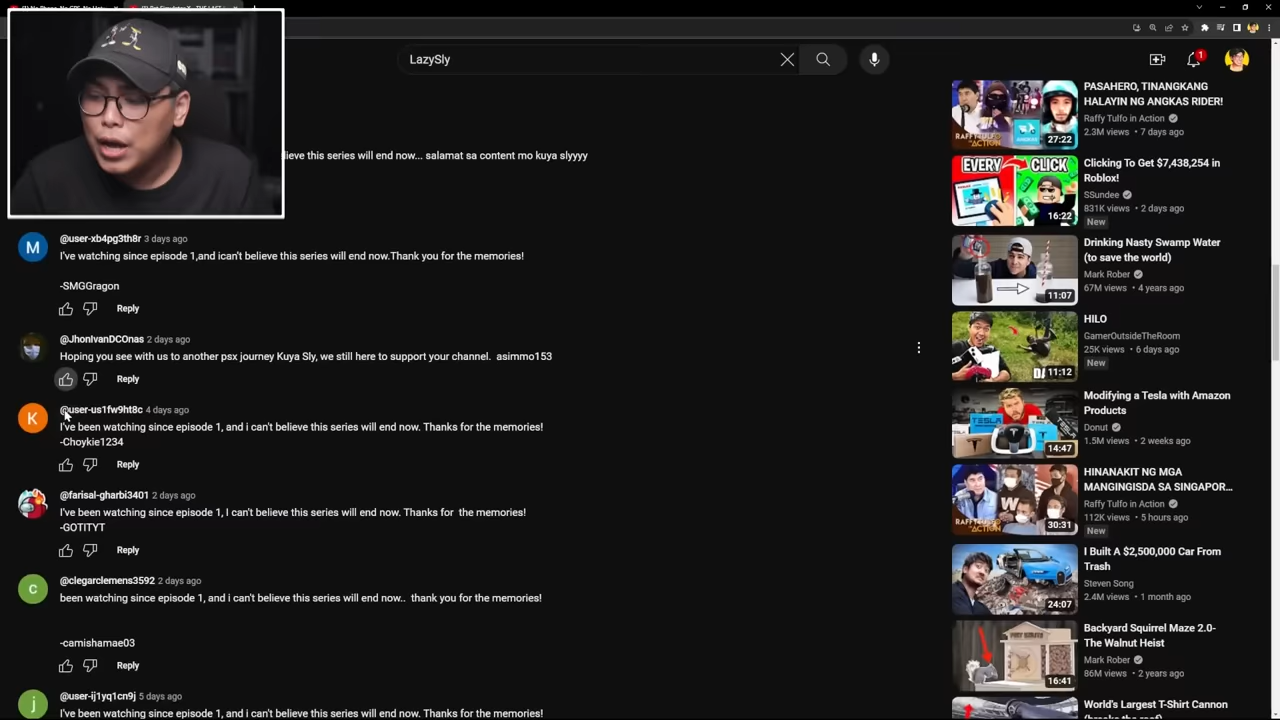 LazySly
1
lieve this series will end now... salamat sa content mo kuya slyyyy
@user-xb4pg3th8r 3 days ago
I've watching since episode 1,and ican't believe this series will end now.Thank you for the memories!
-SMGGragon
Reply
@JhonIvanDCOnas 2 days ago
Hoping you see with us to another psx journey Kuya Sly, we still here to support your channel. asimmo153
Reply
K
@user-us1fw9ht8c 4 days ago
I've been watching since episode 1, and i can't believe this series will end now. Thanks for the memories!
-Choykie1234
Reply
@farisal-gharbi3401 2 days ago
I've been watching since episode 1, I can't believe this series will end now. Thanks for the memories!
-GOTITYT
Reply
@clegarclemens3592 2 days ago
been watching since episode 1, and i can't believe this series will end now.. thank you for the memories!
-camishamae03
Reply
@user-ij1yq1cn9j 5 days ago
I've been watching since episode 1, and i can't believe this series will end now. Thanks for the memories!
M
c
j
PASAHERO, TINANGKANG
HALAYIN NG ANGKAS RIDER!
Raffy Tulfo in Action
2.3M views • 7 days ago
27:22
Clicking To Get $7,438,254 in
Roblox!
SSundee
831K views • 2 days ago
New
EVERY CLICK
16:22
Drinking Nasty Swamp Water
(to save the world)
Mark Rober
67M views • 4 years ago
11:07
HILO
GamerOutsideTheRoom
25K views • 6 days ago
New
11:12
Modifying a Tesla with Amazon
Products
Donut
1.5M views • 2 weeks ago
14:47
HINANAKIT NG MGA
MANGINGISDA SA SINGAPOR...
Raffy Tulfo in Action
112K views • 5 hours ago
New
30:31
I Built A $2,500,000 Car From
Trash
Steven Song
2.4M views • 1 month ago
24:07
Backyard Squirrel Maze 2.0-
The Walnut Heist
Mark Rober
86M views • 2 years ago
16:41
World's Largest T-Shirt Cannon